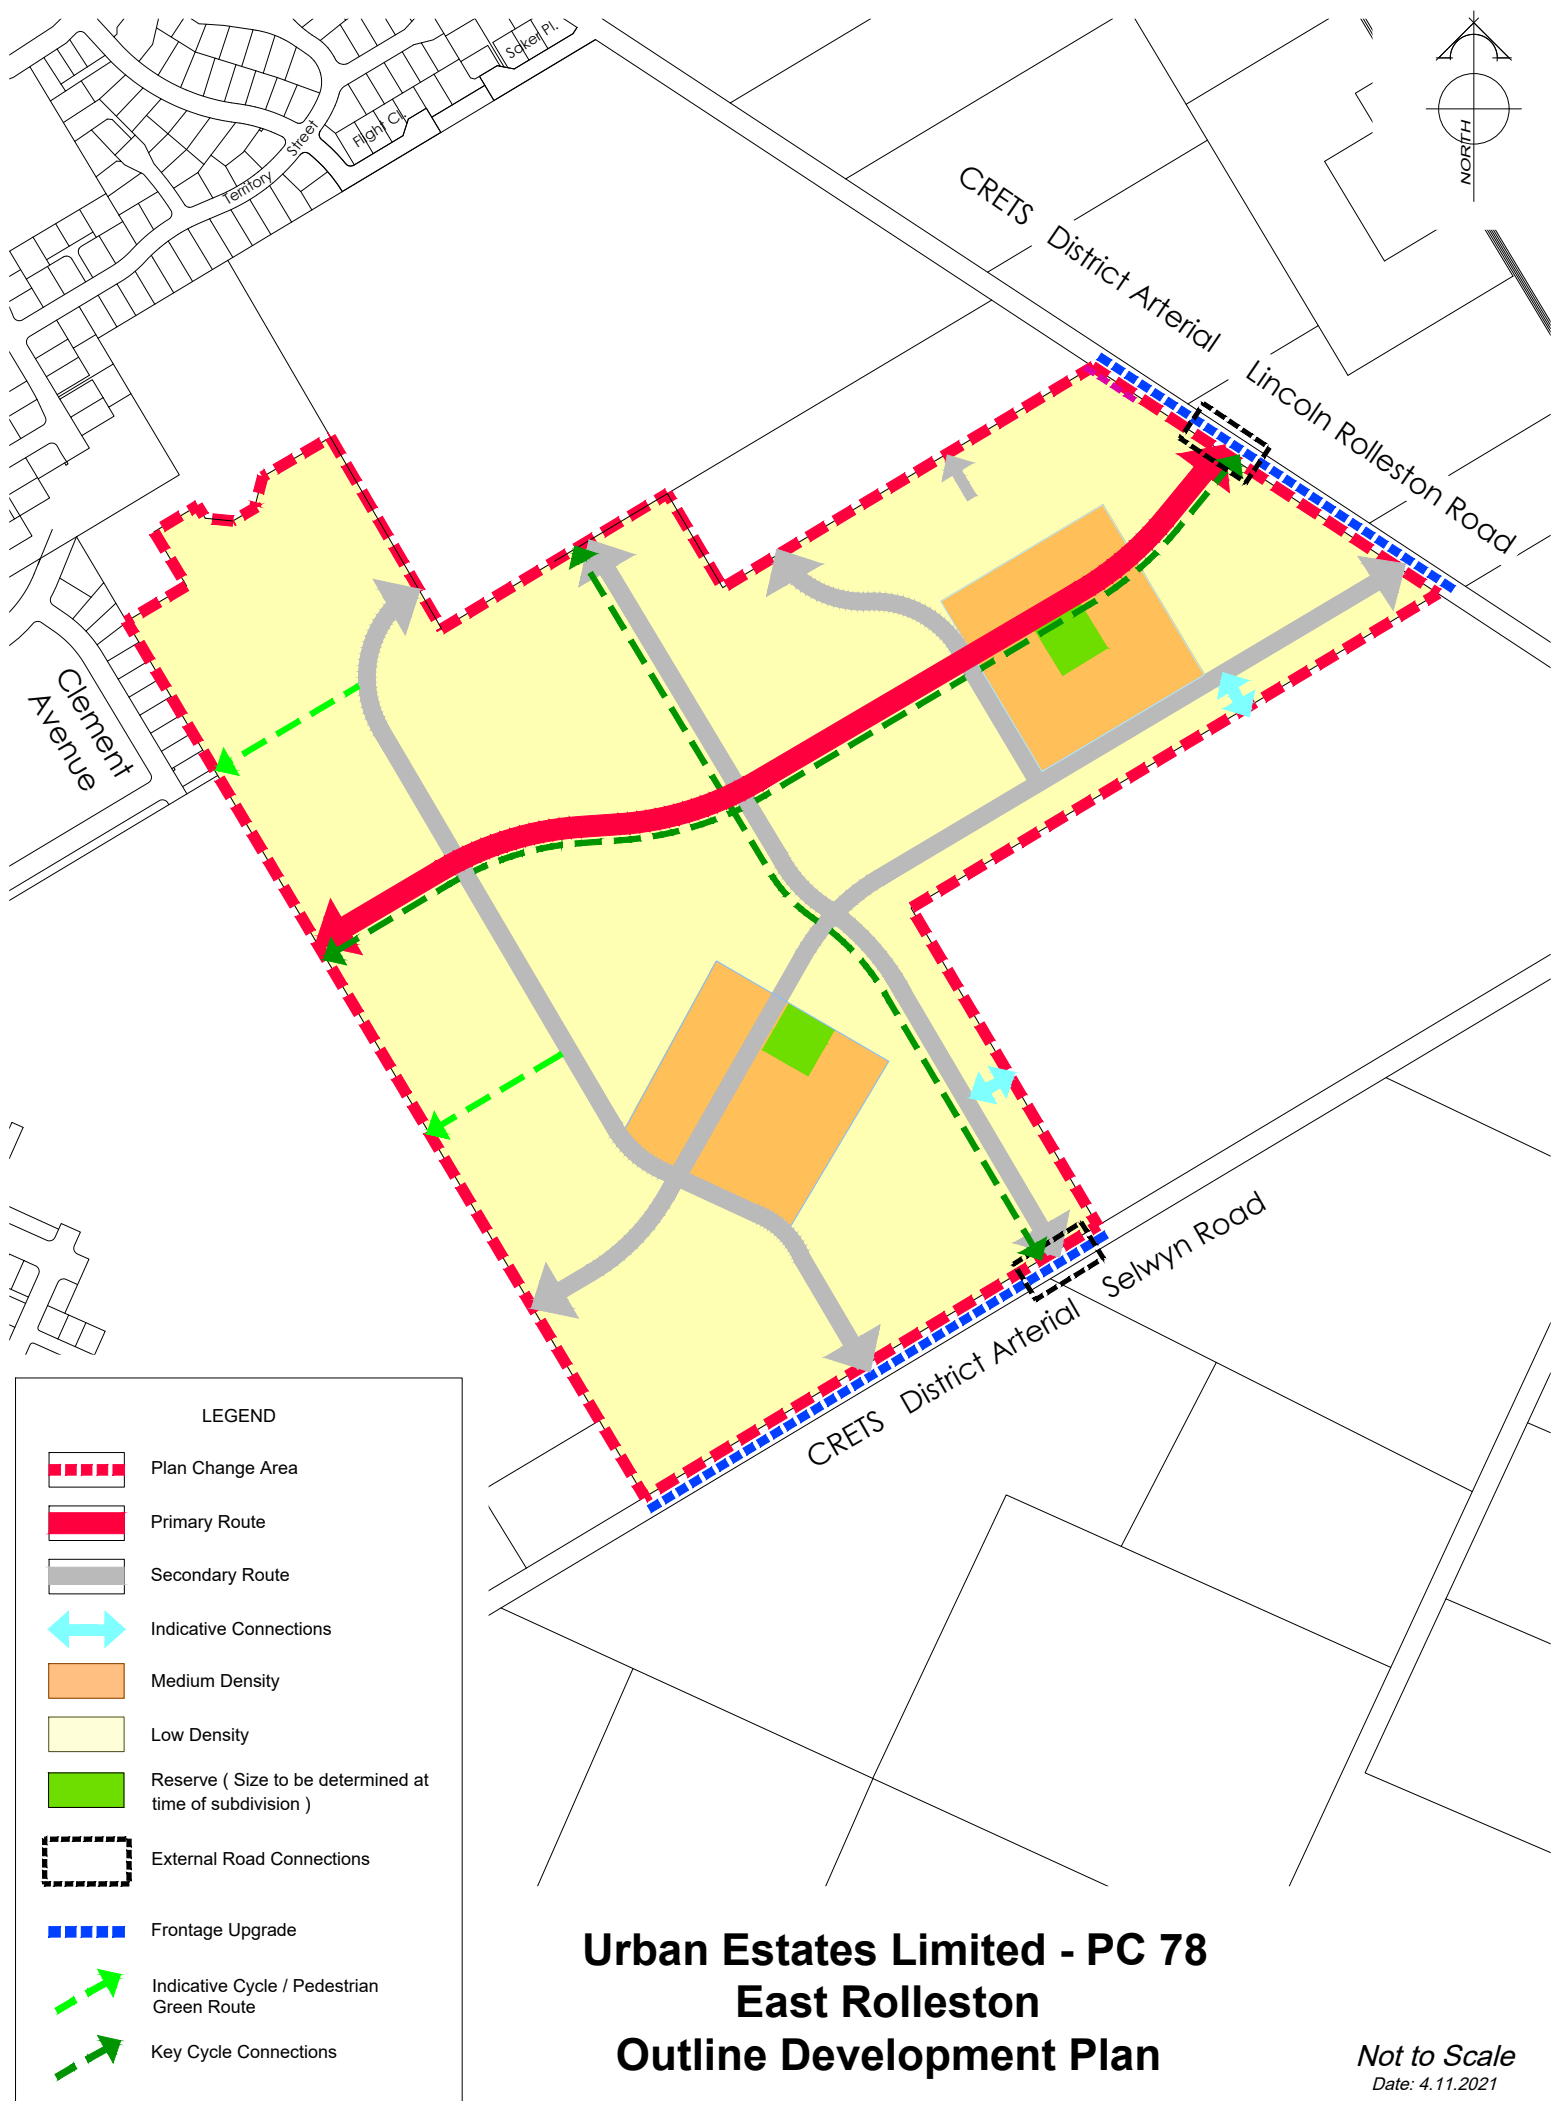 Saker Pl.
Flight Cl.
Street
Territory
NORTH
CRETS District Arterial Lincoln Rolleston Road
Clement
Avenue
CRETS District Arterial Selwyn Road
LEGEND
Plan Change Area
Primary Route
Secondary Route
Indicative Connections
Medium Density
Low Density
Reserve ( Size to be determined at
time of subdivision )
External Road Connections
Frontage Upgrade
Indicative Cycle / Pedestrian
Green Route
Key Cycle Connections
Urban Estates Limited - PC 78
East Rolleston
Outline Development Plan
Not to Scale
Date: 4.11.2021